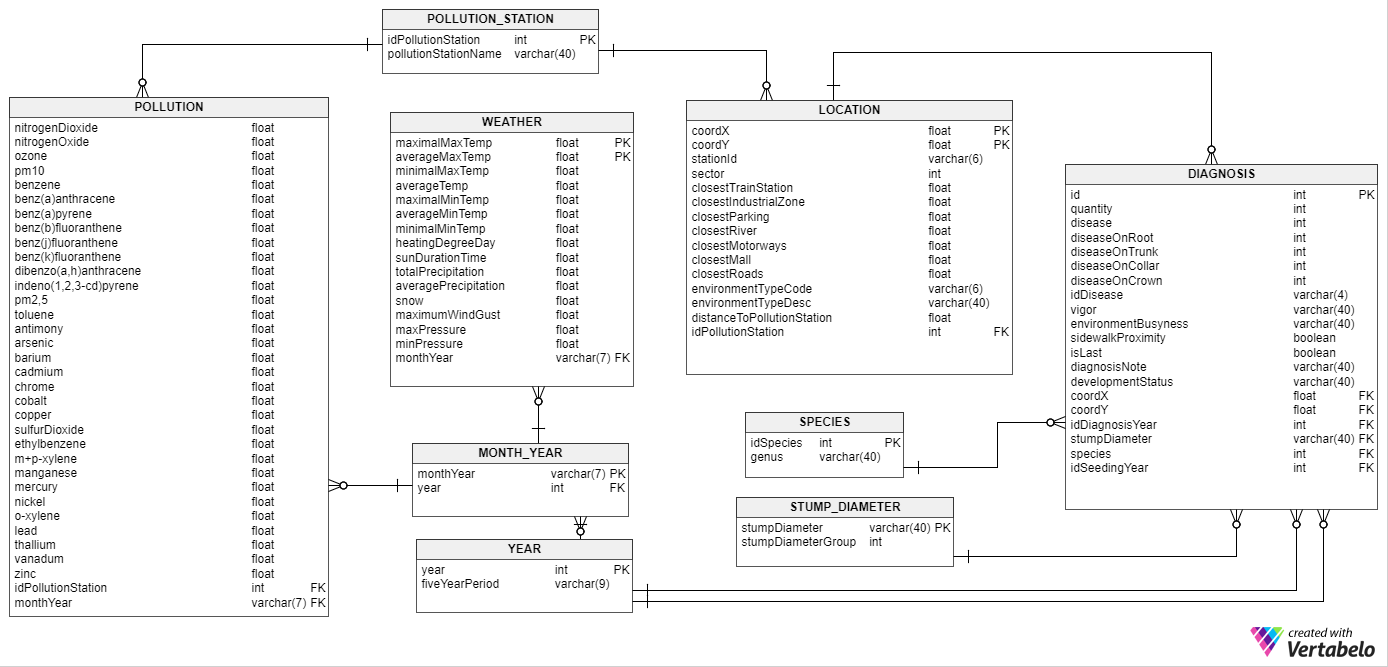 POLLUTION_STATION
idPollutionStation int PK
pollutionStationName varchar(40)
POLLUTION
nitrogenDioxide float
nitrogenOxide float
ozone float
pm10 float
benzene float
benz(a)anthracene float
benz(a)pyrene float
benz(b)fluoranthene float
benz(j)fluoranthene float
benz(k)fluoranthene float
dibenzo(a,h)anthracene float
indeno(1,2,3-cd)pyrene float
pm2,5 float
toluene float
antimony float
arsenic float
barium float
cadmium float
chrome float
cobalt float
copper float
sulfurDioxide float
ethylbenzene float
m+p-xylene float
manganese float
mercury float
nickel float
o-xylene float
lead float
thallium float
vanadum float
zinc float
idPollutionStation int FK
monthYear varchar(7) FK
WEATHER
maximalMaxTemp float PK
averageMaxTemp float PK
minimalMaxTemp float
averageTemp float
maximalMinTemp float
averageMinTemp float
minimalMinTemp float
heatingDegreeDay float
sunDurationTime float
totalPrecipitation float
averagePrecipitation float
snow float
maximumWindGust float
maxPressure float
minPressure float
monthYear varchar(7) FK
LOCATION
coordX float PK
coordY float PK
stationId varchar(6)
sector int
closestTrainStation float
closestIndustrialZone float
closestParking float
closestRiver float
closestMotorways float
closestMall float
closestRoads float
environmentTypeCode varchar(6)
environmentTypeDesc varchar(40)
distanceToPollutionStation float
idPollutionStation int FK
DIAGNOSIS
id int PK
quantity int
disease int
diseaseOnRoot int
diseaseOnTrunk int
diseaseOnCollar int
diseaseOnCrown int
idDisease varchar(4)
vigor varchar(40)
environmentBusyness varchar(40)
sidewalkProximity boolean
isLast boolean
diagnosisNote varchar(40)
developmentStatus varchar(40)
coordX float FK
coordY float FK
idDiagnosisYear int FK
stumpDiameter varchar(40) FK
species int FK
idSeedingYear int FK
SPECIES
idSpecies int PK
genus varchar(40)
MONTH_YEAR
monthYear varchar(7) PK
year int FK
STUMP_DIAMETER
stumpDiameter varchar(40) PK
stumpDiameterGroup int
YEAR
year int PK
fiveYearPeriod varchar(9)
created with
Vertabelo